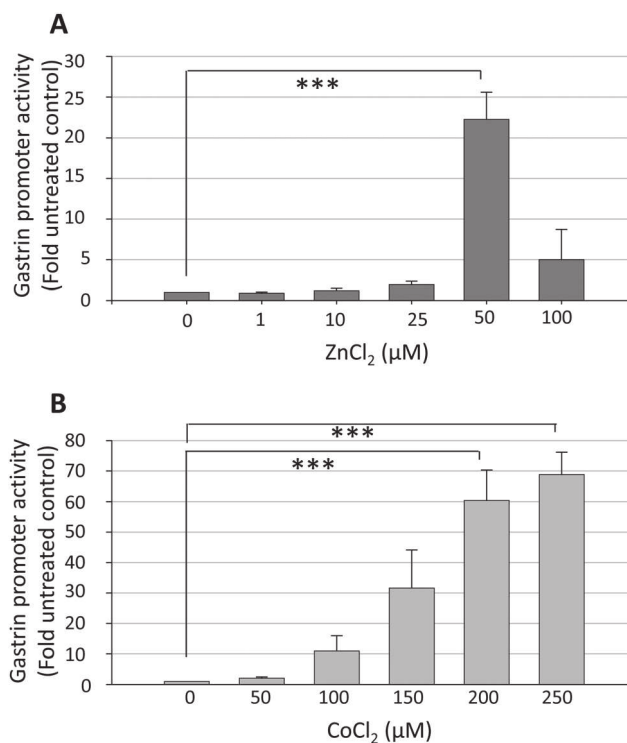 A
Gastrin promoter activity
(Fold untreated control)
30
25
20
15
10
5
0
***
0 1 10 25 50 100
ZnCl₂ (µM)
B
Gastrin promoter activity
(Fold untreated control)
80
70
60
50
40
30
20
10
0
***
***
0 50 100 150 200 250
CoCl₂ (µM)